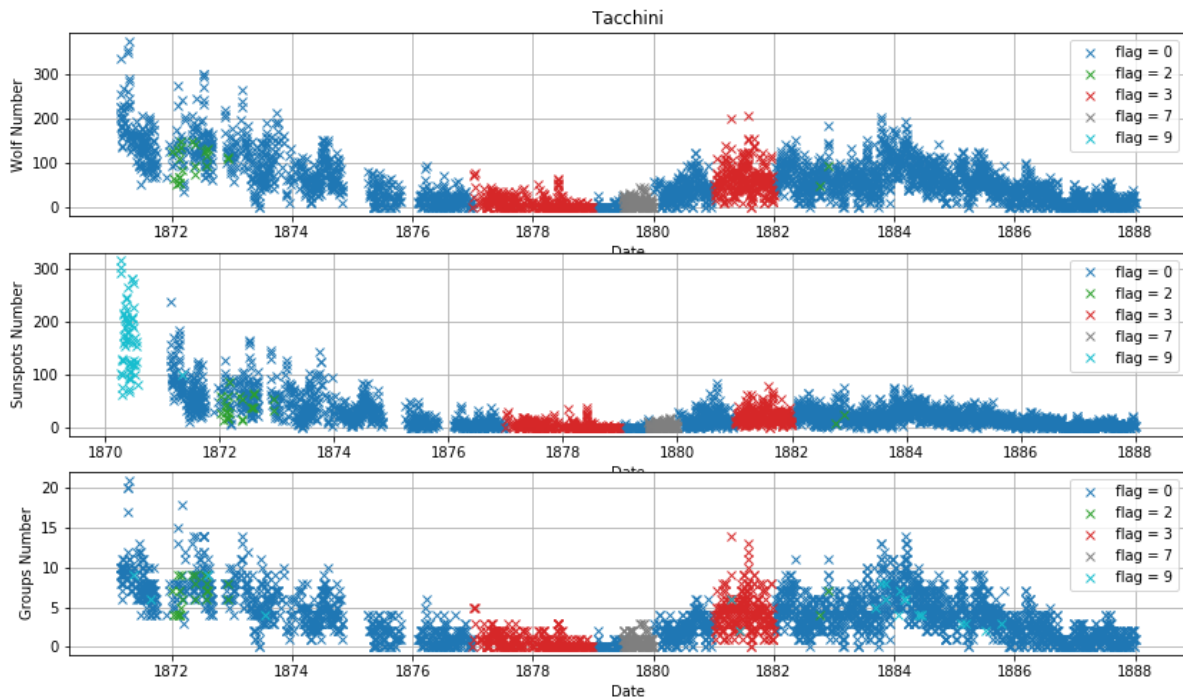 Tacchini
Wolf Number
300
200
100
0
flag = 0
flag = 2
flag = 3
flag = 7
flag = 9
1872 1874 1876 1878 1880 1882 1884 1886 1888
Date
Sunspots Number
300
200
100
0
flag = 0
flag = 2
flag = 3
flag = 7
flag = 9
1870 1872 1874 1876 1878 1880 1882 1884 1886 1888
Date
Groups Number
20
15
10
5
0
flag = 0
flag = 2
flag = 3
flag = 7
flag = 9
1872 1874 1876 1878 1880 1882 1884 1886 1888
Date